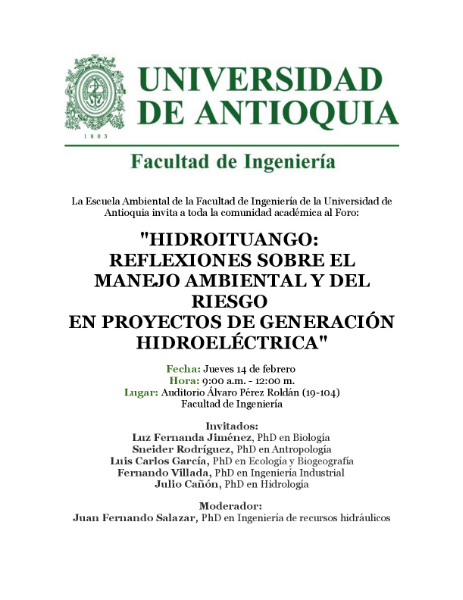 UNIVERSIDAD
DE ANTIOQUIA
1803
Facultad de Ingeniería
La Escuela Ambiental de la Facultad de Ingeniería de la Universidad de
Antioquia invita a toda la comunidad académica al Foro:
"HIDROITUANGO:
REFLEXIONES SOBRE EL
MANEJO AMBIENTAL Y DEL
RIESGO
EN PROYECTOS DE GENERACIÓN
HIDROELÉCTRICA"
Fecha: Jueves 14 de febrero
Hora: 9:00 a.m. - 12:00 m.
Lugar: Auditorio Álvaro Pérez Roldán (19-104)
Facultad de Ingeniería
Invitados:
Luz Fernanda Jiménez, PhD en Biología
Sneider Rodríguez, PhD en Antropología
Luis Carlos García, PhD en Ecología y Biogeografía
Fernando Villada, PhD en Ingeniería Industrial
Julio Cañón, PhD en Hidrología
Moderador:
Juan Fernando Salazar, PhD en Ingeniería de recursos hidráulicos